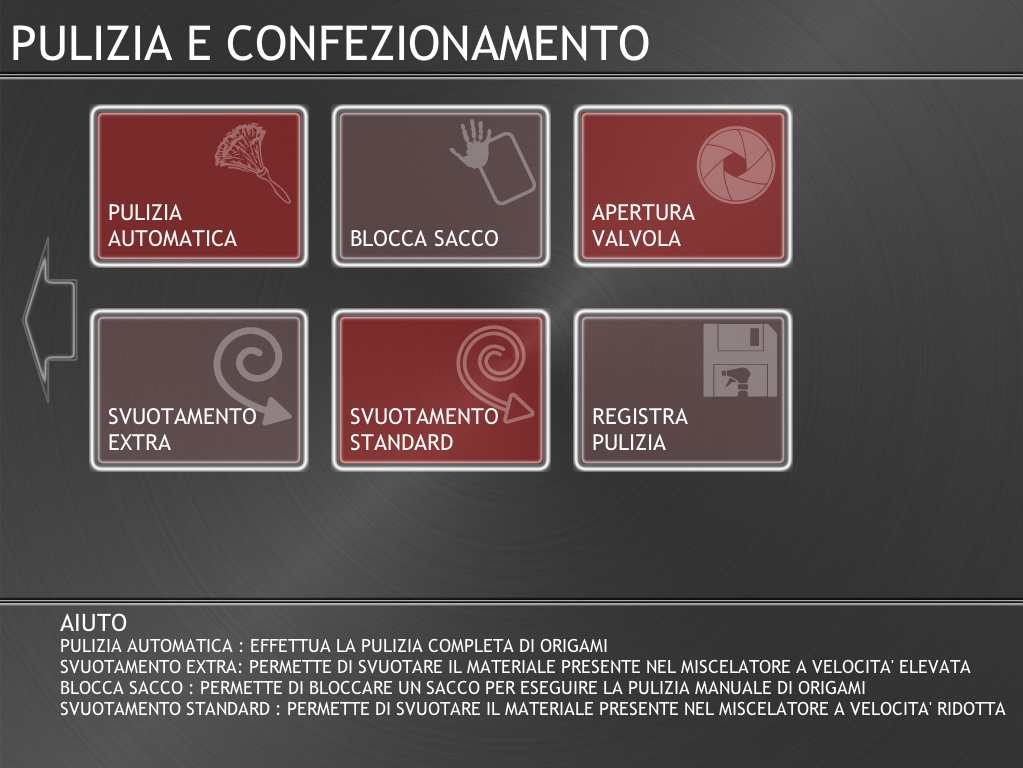 PULIZIA E CONFEZIONAMENTO
PULIZIA
AUTOMATICA
BLOCCA SACCO
APERTURA
VALVOLA
SVUOTAMENTO
EXTRA
SVUOTAMENTO
STANDARD
REGISTRA
PULIZIA
AIUTO
PULIZIA AUTOMATICA : EFFETTUA LA PULIZIA COMPLETA DI ORIGAMI
SVUOTAMENTO EXTRA: PERMETTE DI SVUOTARE IL MATERIALE PRESENTE NEL MISCELATORE A VELOCITA' ELEVATA
BLOCCA SACCO : PERMETTE DI BLOCCARE UN SACCO PER ESEGUIRE LA PULIZIA MANUALE DI ORIGAMI
SVUOTAMENTO STANDARD : PERMETTE DI SVUOTARE IL MATERIALE PRESENTE NEL MISCELATORE A VELOCITA' RIDOTTA